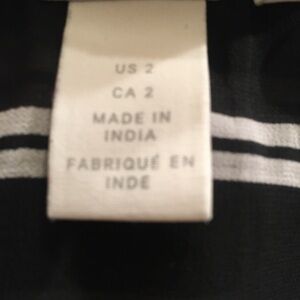 US 2
CA 2
MADE IN
INDIA
FABRIQUÉ EN
INDE